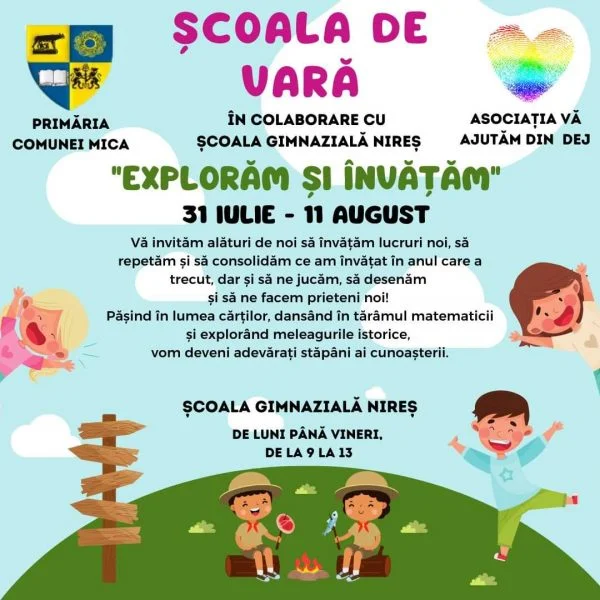 ȘCOALA DE
VARĂ
PRIMĂRIA
COMUNEI MICA
ÎN COLABORARE CU
ȘCOALA GIMNAZIALĂ NIREȘ
ASOCIAȚIA VĂ
AJUTĂM DIN DEJ
"EXPLORĂM ȘI ÎNVĂȚĂM"
31 IULIE - 11 AUGUST
Vă invităm alături de noi să învățăm lucruri noi, să
repetăm și să consolidăm ce am învățat în anul care a
trecut, dar și să ne jucăm, să desenăm
și să ne facem prieteni noi!
Pășind în lumea cărților, dansând în tărâmul matematicii
și explorând meleagurile istorice,
vom deveni adevărați stăpâni ai cunoașterii.
ȘCOALA GIMNAZIALĂ NIREȘ
DE LUNI PÂNĂ VINERI,
DE LA 9 LA 13